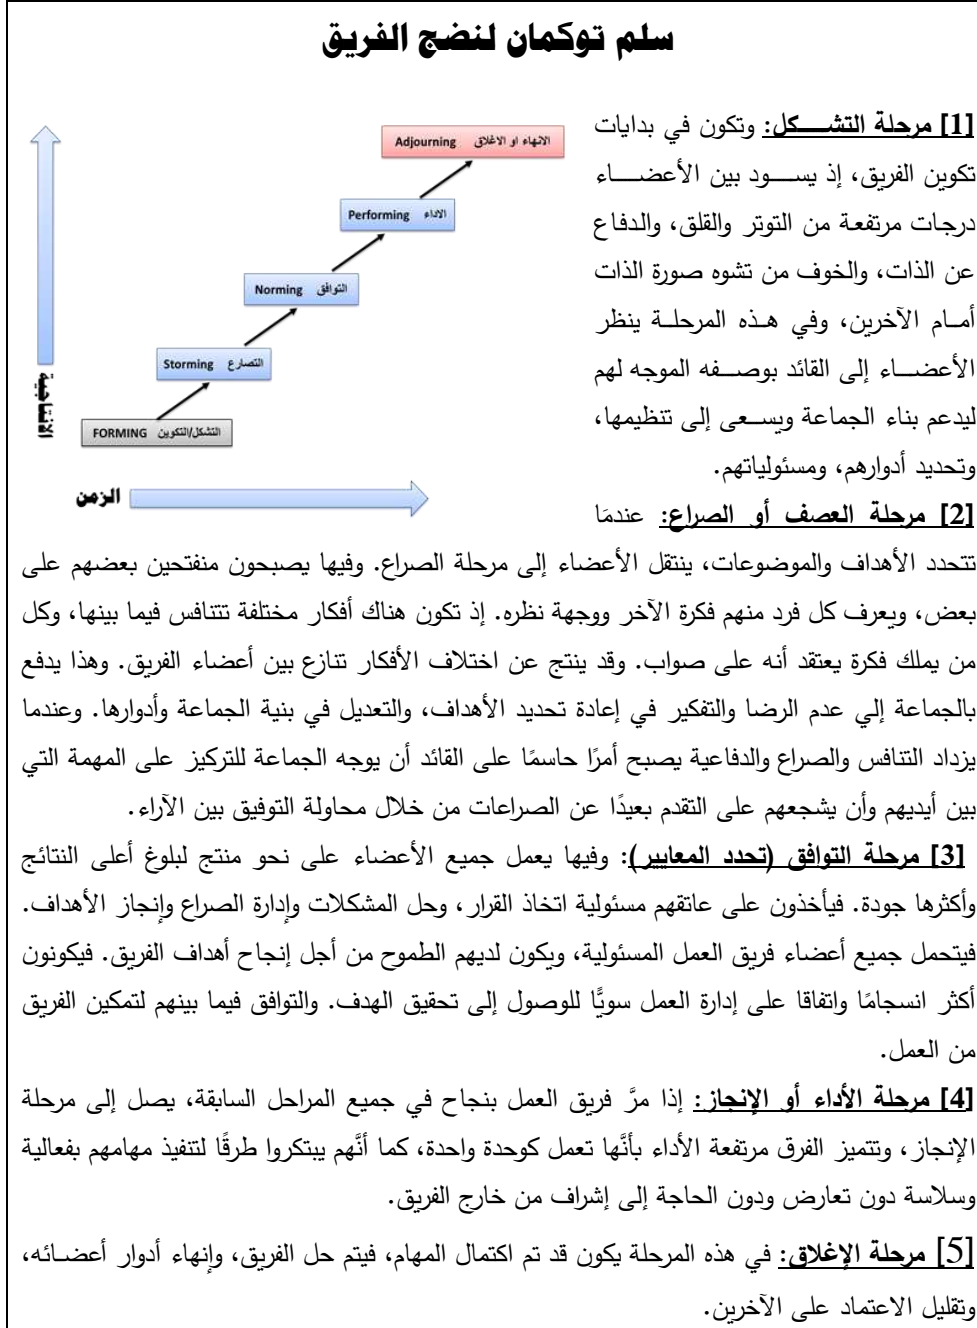 سلم توكمان لنضج الفريق
[1] مرحلة التشـــكل: وتكون في بدايات
تكوين الفريق، إذ يســـود بين الأعضـــاء
درجات مرتفعة من التوتر والقلق، والدفاع
عن الذات، والخوف من تشوه صورة الذات
أمـام الآخرين، وفي هـذه المرحلـة ينظر
الأعضـــاء إلى القائد بوصـــفه الموجه لهم
ليدعم بناء الجماعة ويســعى إلى تنظيمها،
وتحديد أدوارهم، ومسئولياتهم.
الانهاء او الاغلاق Adjourning
الاداء Performing
التوافق Norming
التصارع Storming
التشكل/التكوين FORMING
الانتاجية
الزمن
[2] مرحلة العصف أو الصراع: عندمَا
تتحدد الأهداف والموضوعات، ينتقل الأعضاء إلى مرحلة الصراع. وفيها يصبحون منفتحين بعضهم على
بعض، ويعرف كل فرد منهم فكرة الآخر ووجهة نظره. إذ تكون هناك أفكار مختلفة تتنافس فيما بينها، وكل
من يملك فكرة يعتقد أنه على صواب. وقد ينتج عن اختلاف الأفكار تنازع بين أعضاء الفريق. وهذا يدفع
بالجماعة إلي عدم الرضا والتفكير في إعادة تحديد الأهداف، والتعديل في بنية الجماعة وأدوارها. وعندما
يزداد التنافس والصراع والدفاعية يصبح أمرًا حاسمًا على القائد أن يوجه الجماعة للتركيز على المهمة التي
بين أيديهم وأن يشجعهم على التقدم بعيدًا عن الصراعات من خلال محاولة التوفيق بين الآراء.
[3] مرحلة التوافق (تحدد المعايير): وفيها يعمل جميع الأعضاء على نحو منتج لبلوغ أعلى النتائج
وأكثرها جودة. فيأخذون على عاتقهم مسئولية اتخاذ القرار، وحل المشكلات وإدارة الصراع وإنجاز الأهداف.
فيتحمل جميع أعضاء فريق العمل المسئولية، ويكون لديهم الطموح من أجل إنجاح أهداف الفريق. فيكونون
أكثر انسجامًا واتفاقا على إدارة العمل سويًّا للوصول إلى تحقيق الهدف. والتوافق فيما بينهم لتمكين الفريق
من العمل.
[4] مرحلة الأداء أو الإنجاز: إذا مرَّ فريق العمل بنجاح في جميع المراحل السابقة، يصل إلى مرحلة
الإنجاز، وتتميز الفرق مرتفعة الأداء بأنَّها تعمل كوحدة واحدة، كما أنَّهم يبتكروا طرقًا لتنفيذ مهامهم بفعالية
وسلاسة دون تعارض ودون الحاجة إلى إشراف من خارج الفريق.
[5] مرحلة الإغلاق: في هذه المرحلة يكون قد تم اكتمال المهام، فيتم حل الفريق، وإنهاء أدوار أعضــائه،
وتقليل الاعتماد على الآخرين.